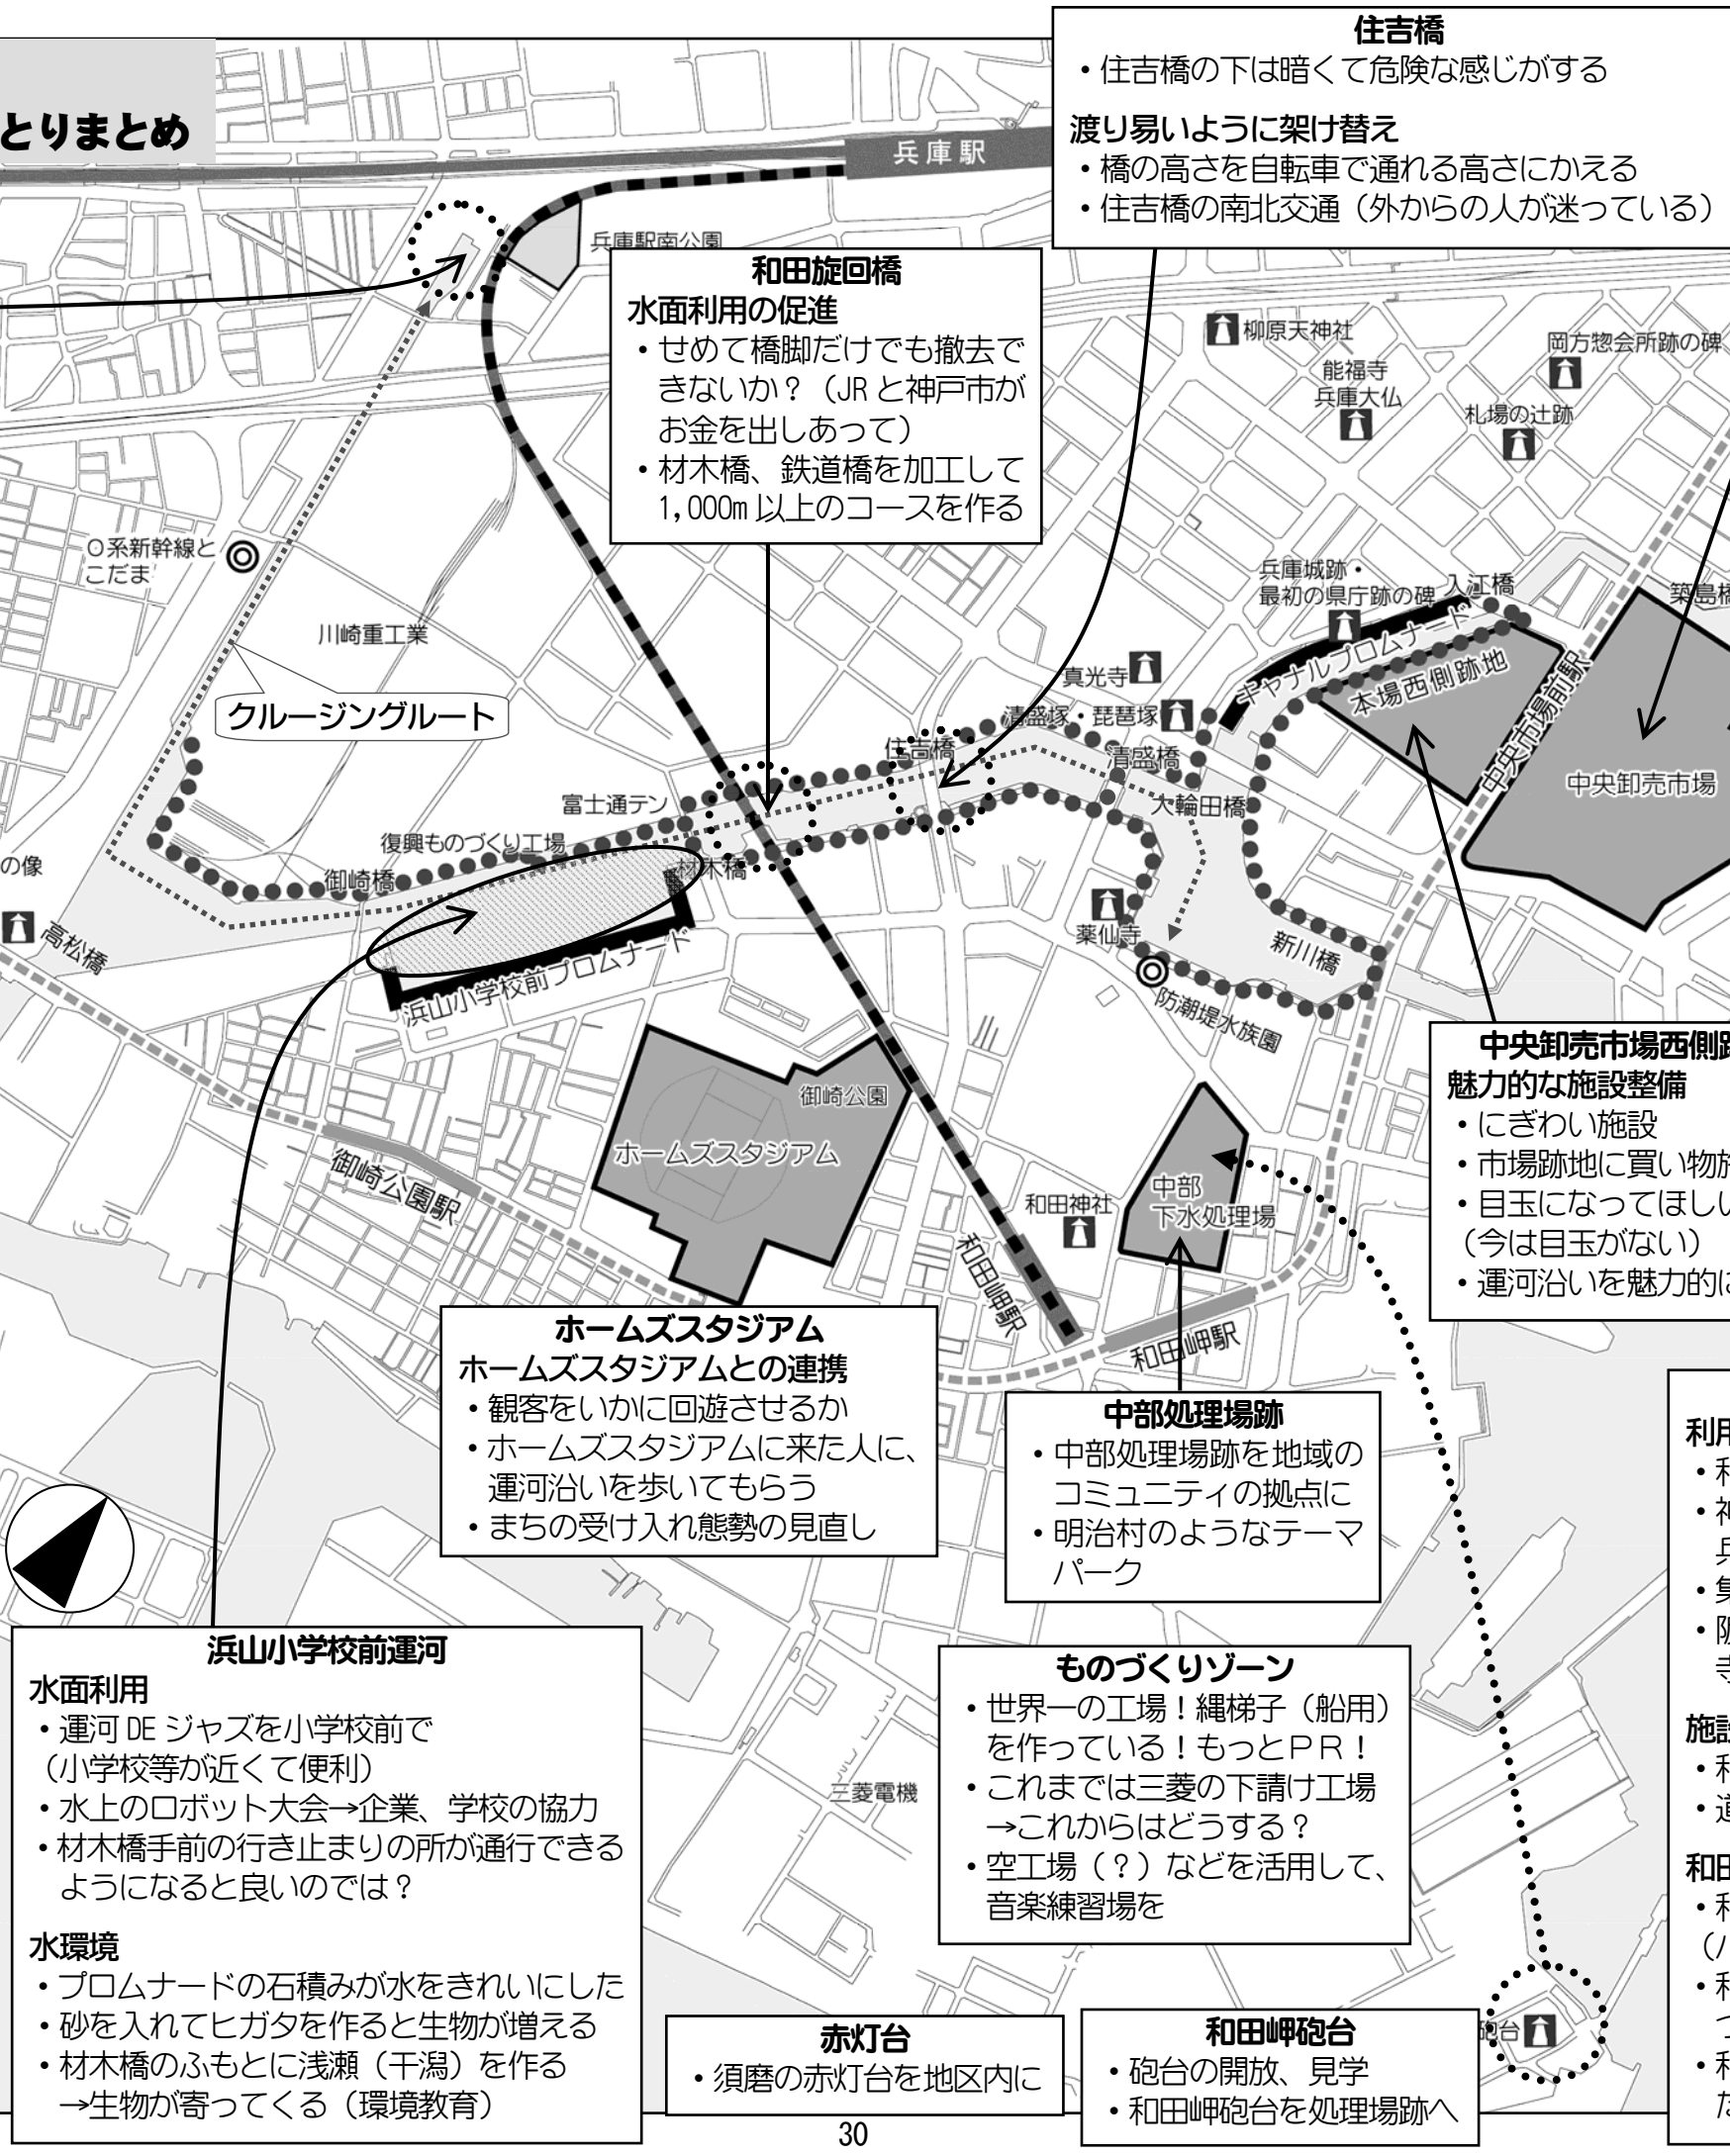 とりまとめ
住吉橋
・住吉橋の下は暗くて危険な感じがする
渡り易いように架け替え
・橋の高さを自転車で通れる高さにかえる
・住吉橋の南北交通（外からの人が迷っている）
兵庫駅
兵庫駅南公園
和田旋回橋
水面利用の促進
・せめて橋脚だけでも撤去で
きないか？（JRと神戸市が
お金を出しあって）
・材木橋、鉄道橋を加工して
1,000m以上のコースを作る
柳原天神社
岡方惣会所跡の碑
能福寺
兵庫大仏
札場の辻跡
０系新幹線と
こだま
川崎重工業
クルージングルート
兵庫城跡・
最初の県庁跡の碑
入江橋
築島橋
キャナルプロムナード
本場西側跡地
中央市場前駅
中央卸売市場
真光寺
清盛塚・琵琶塚
住吉橋
清盛橋
大輪田橋
富士通テン
復興ものづくり工場
御崎橋
材木橋
の像
高松橋
浜山小学校前プロムナード
薬仙寺
新川橋
防潮堤水族園
御崎公園
ホームズスタジアム
御崎公園駅
和田神社
中部
下水処理場
和田岬駅
和田岬駅
中央卸売市場西側
魅力的な施設整備
・にぎわい施設
・市場跡地に買い物
・目玉になってほしい
（今は目玉がない）
・運河沿いを魅力的に
ホームズスタジアム
ホームズスタジアムとの連携
・観客をいかに回遊させるか
・ホームズスタジアムに来た人に、
運河沿いを歩いてもらう
・まちの受け入れ態勢の見直し
中部処理場跡
・中部処理場跡を地域の
コミュニティの拠点に
・明治村のようなテーマ
パーク
浜山小学校前運河
水面利用
・運河DEジャズを小学校前で
（小学校等が近くて便利）
・水上のロボット大会→企業、学校の協力
・材木橋手前の行き止まりの所が通行できる
ようになると良いのでは？
水環境
・プロムナードの石積みが水をきれいにした
・砂を入れてヒガタを作ると生物が増える
・材木橋のふもとに浅瀬（干潟）を作る
→生物が寄ってくる（環境教育）
三菱電機
ものづくりゾーン
・世界一の工場！縄梯子（船用）
を作っている！もっとＰＲ！
・これまでは三菱の下請け工場
→これからはどうする？
・空工場（？）などを活用して、
音楽練習場を
赤灯台
・須磨の赤灯台を地区内に
和田岬砲台
・砲台の開放、見学
・和田岬砲台を処理場跡へ
砲台
利用
施設
和田
30